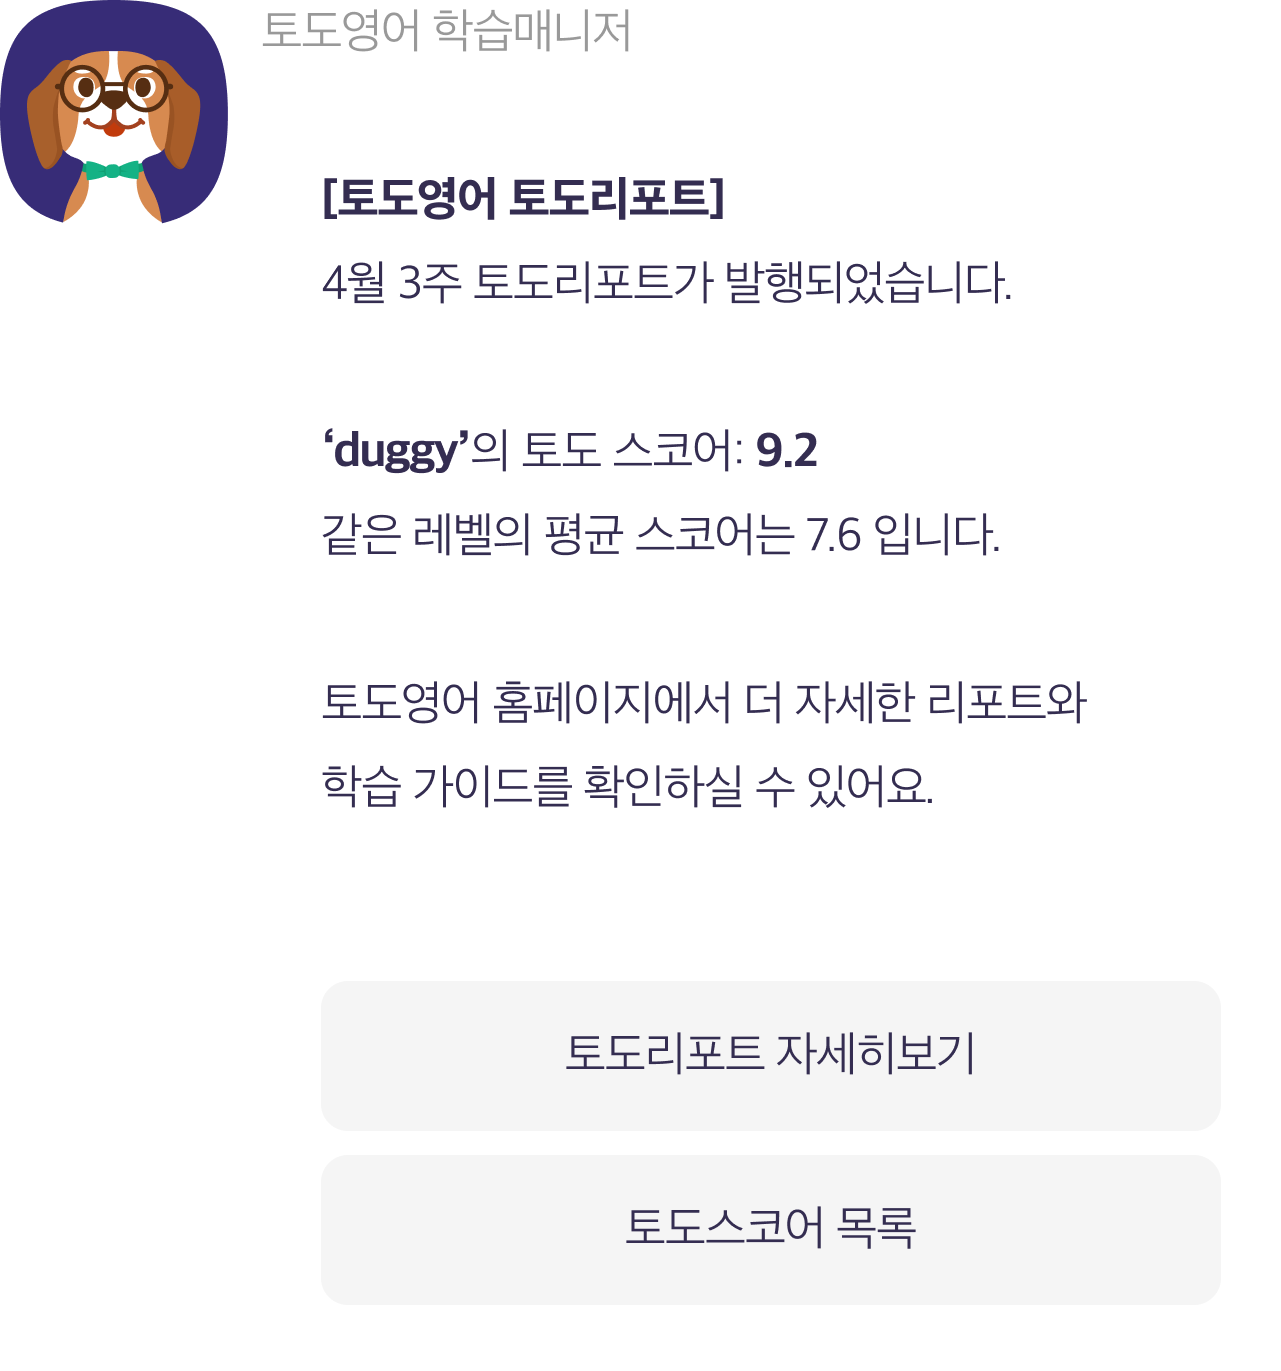 토도영어 학습매니저
[토도영어 토도리포트]
4월 3주 토도리포트가 발행되었습니다.
‘duggy’의 토도 스코어: 9.2
같은 레벨의 평균 스코어는 7.6 입니다.
토도영어 홈페이지에서 더 자세한 리포트와
학습 가이드를 확인하실 수 있어요.
토도리포트 자세히보기
토도스코어 목록